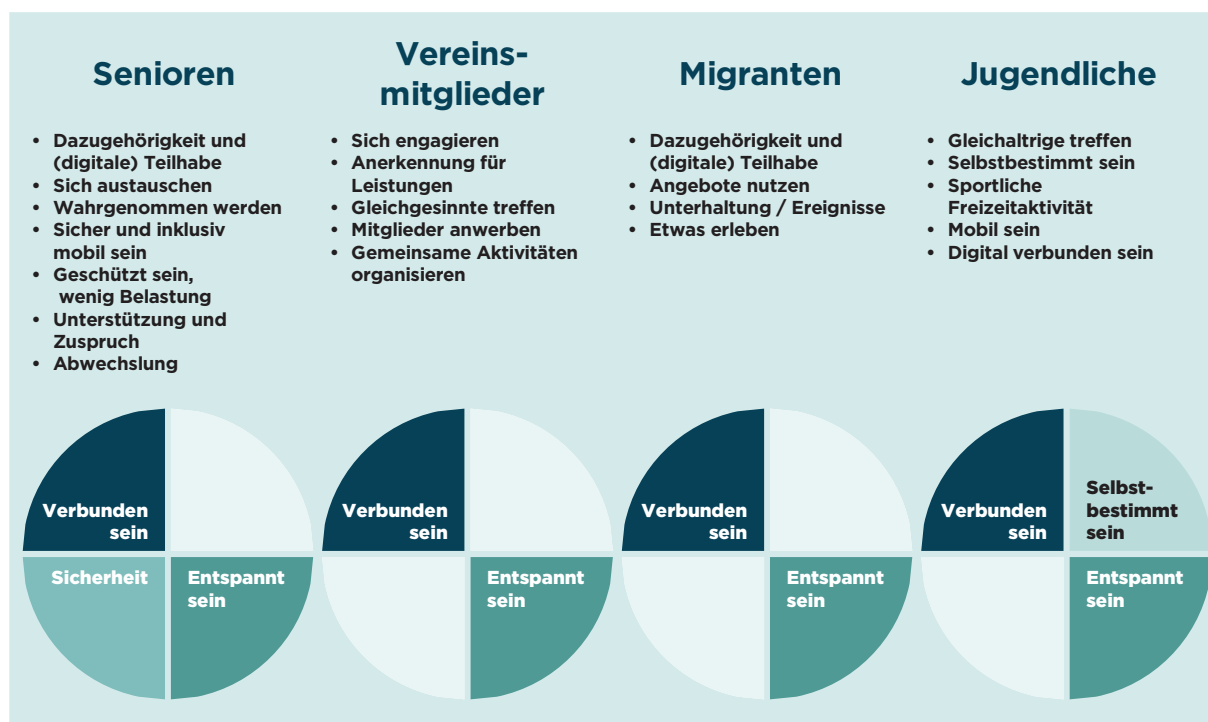 Senioren
• Dazugehörigkeit und
(digitale) Teilhabe
• Sich austauschen
• Wahrgenommen werden
• Sicher und inklusiv
mobil sein
• Geschützt sein,
wenig Belastung
• Unterstützung und
Zuspruch
• Abwechslung
Vereins-
mitglieder
• Sich engagieren
• Anerkennung für
Leistungen
• Gleichgesinnte treffen
• Mitglieder anwerben
• Gemeinsame Aktivitäten
organisieren
Migranten
• Dazugehörigkeit und
(digitale) Teilhabe
• Angebote nutzen
• Unterhaltung / Ereignisse
• Etwas erleben
Jugendliche
• Gleichaltrige treffen
• Selbstbestimmt sein
• Sportliche
Freizeitaktivität
• Mobil sein
• Digital verbunden sein
Verbunden
sein
Sicherheit
Entspannt
sein
Verbunden
sein
Entspannt
sein
Verbunden
sein
Entspannt
sein
Verbunden
sein
Selbst-
bestimmt
sein
Entspannt
sein